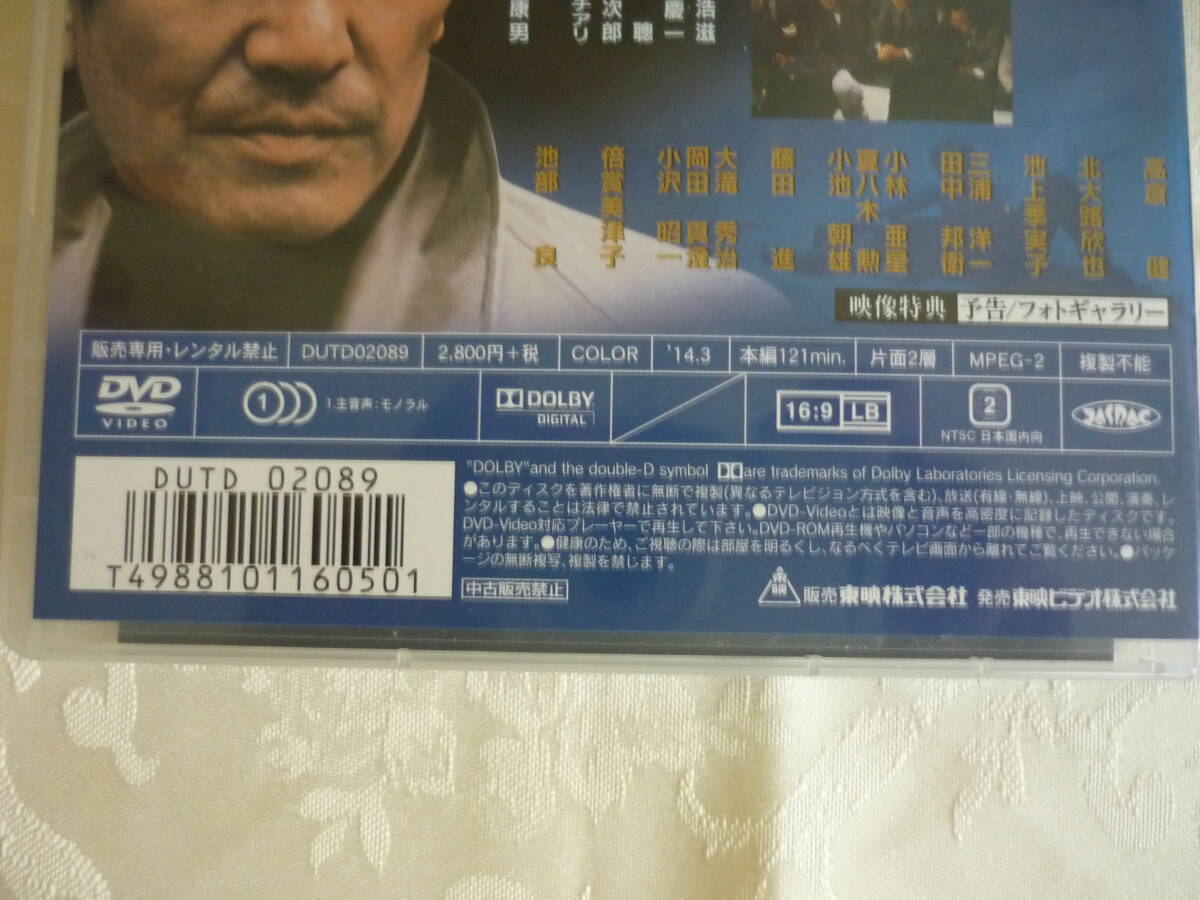 浩滋
慶一
聰
次郎
チアリ
康男
高倉 健
北大路欣也
池上季実子
三浦 洋一
田中 邦衛
小林 亜星
夏八木 勲
小池 朝雄
藤田 進
大滝 秀治
岡田 真澄
小沢 昭一
倍賞美津子
池部 良
映像特典 予告/フォトギャラリー
販売専用・レンタル禁止 DUTD02089 2,800円+税 COLOR '14.3 本編121min. 片面2層 MPEG-2 複製不能
DVD VIDEO 1 1.主音声:モノラル DOLBY DIGITAL 16:9 LB 2 NTSC 日本国内向 JASRAC
DUTD 02089
T4988101160501
"DOLBY"and the double-D symbol are trademarks of Dolby Laboratories Licensing Corporation.
●このディスクを著作権者に無断で複製(異なるテレビジョン方式を含む)、放送(有線・無線)、上映、公開、演奏、レ
ンタルすることは法律で禁止されています。●DVD-Videoとは映像と音声を高密度に記録したディスクです。
DVD-Video対応プレーヤーで再生して下さい。DVD-ROM再生機やパソコンなど一部の機種で、再生できない場合
があります。●健康のため、ご視聴の際は部屋を明るくし、なるべくテレビ画面から離れてご覧ください。●パッケ
ージの無断複写、複製を禁じます。
中古販売禁止
東映 販売 東映株式会社 発売 東映ビデオ株式会社